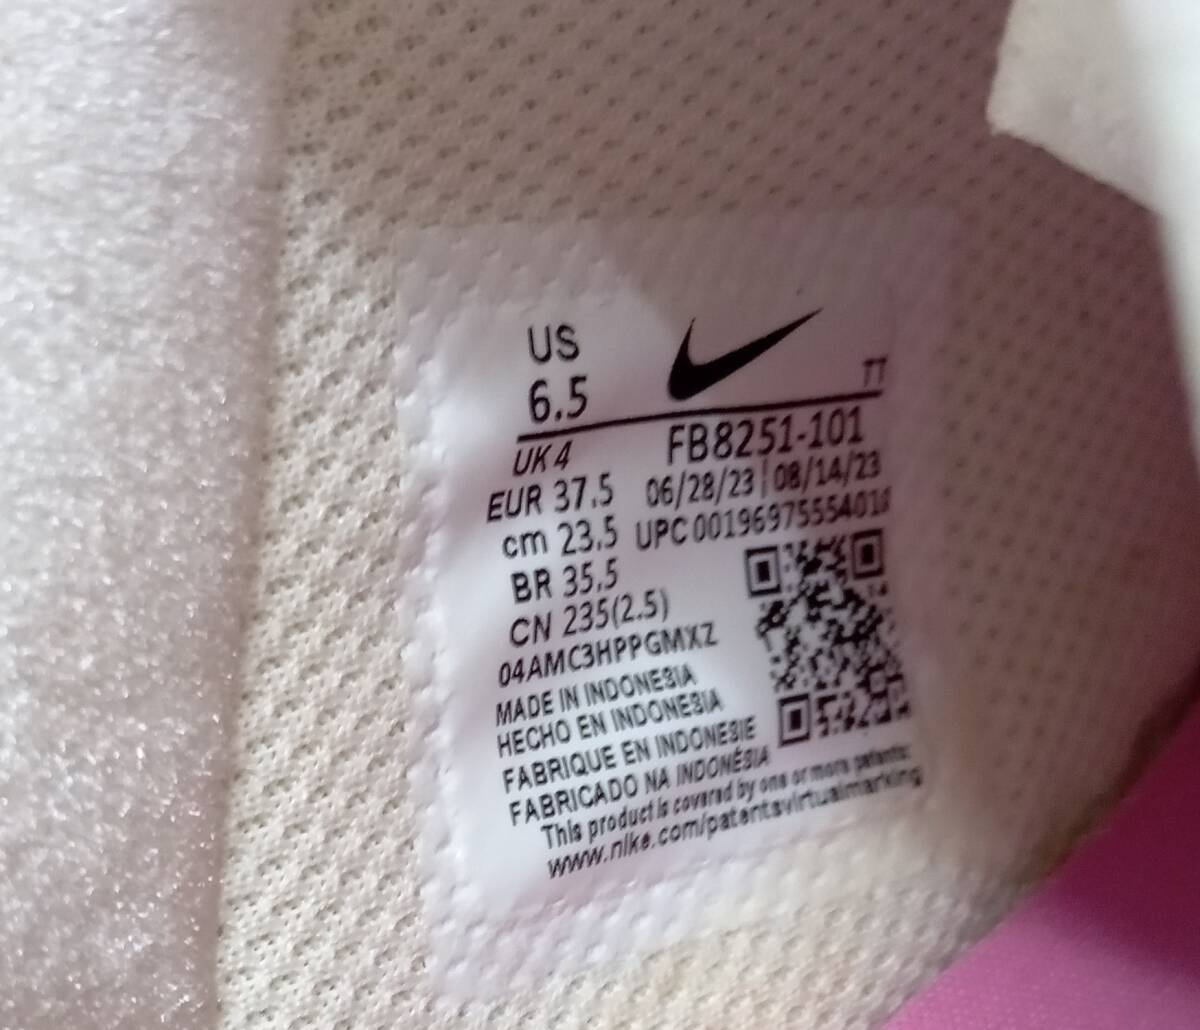 US
6.5
TT
UK 4
FB8251-101
EUR 37.5
06/28/23 | 08/14/23
cm 23.5
UPC
BR 35.5
CN 235(2.5)
04AMC3HPPGMXZ
MADE IN INDONESIA
HECHO EN INDONESIA
FABRIQUE EN INDONESIE
FABRICADO NA INDONÉSIA
This product is covered by one or more patents:
www.nike.com/patentsvirtualmarking